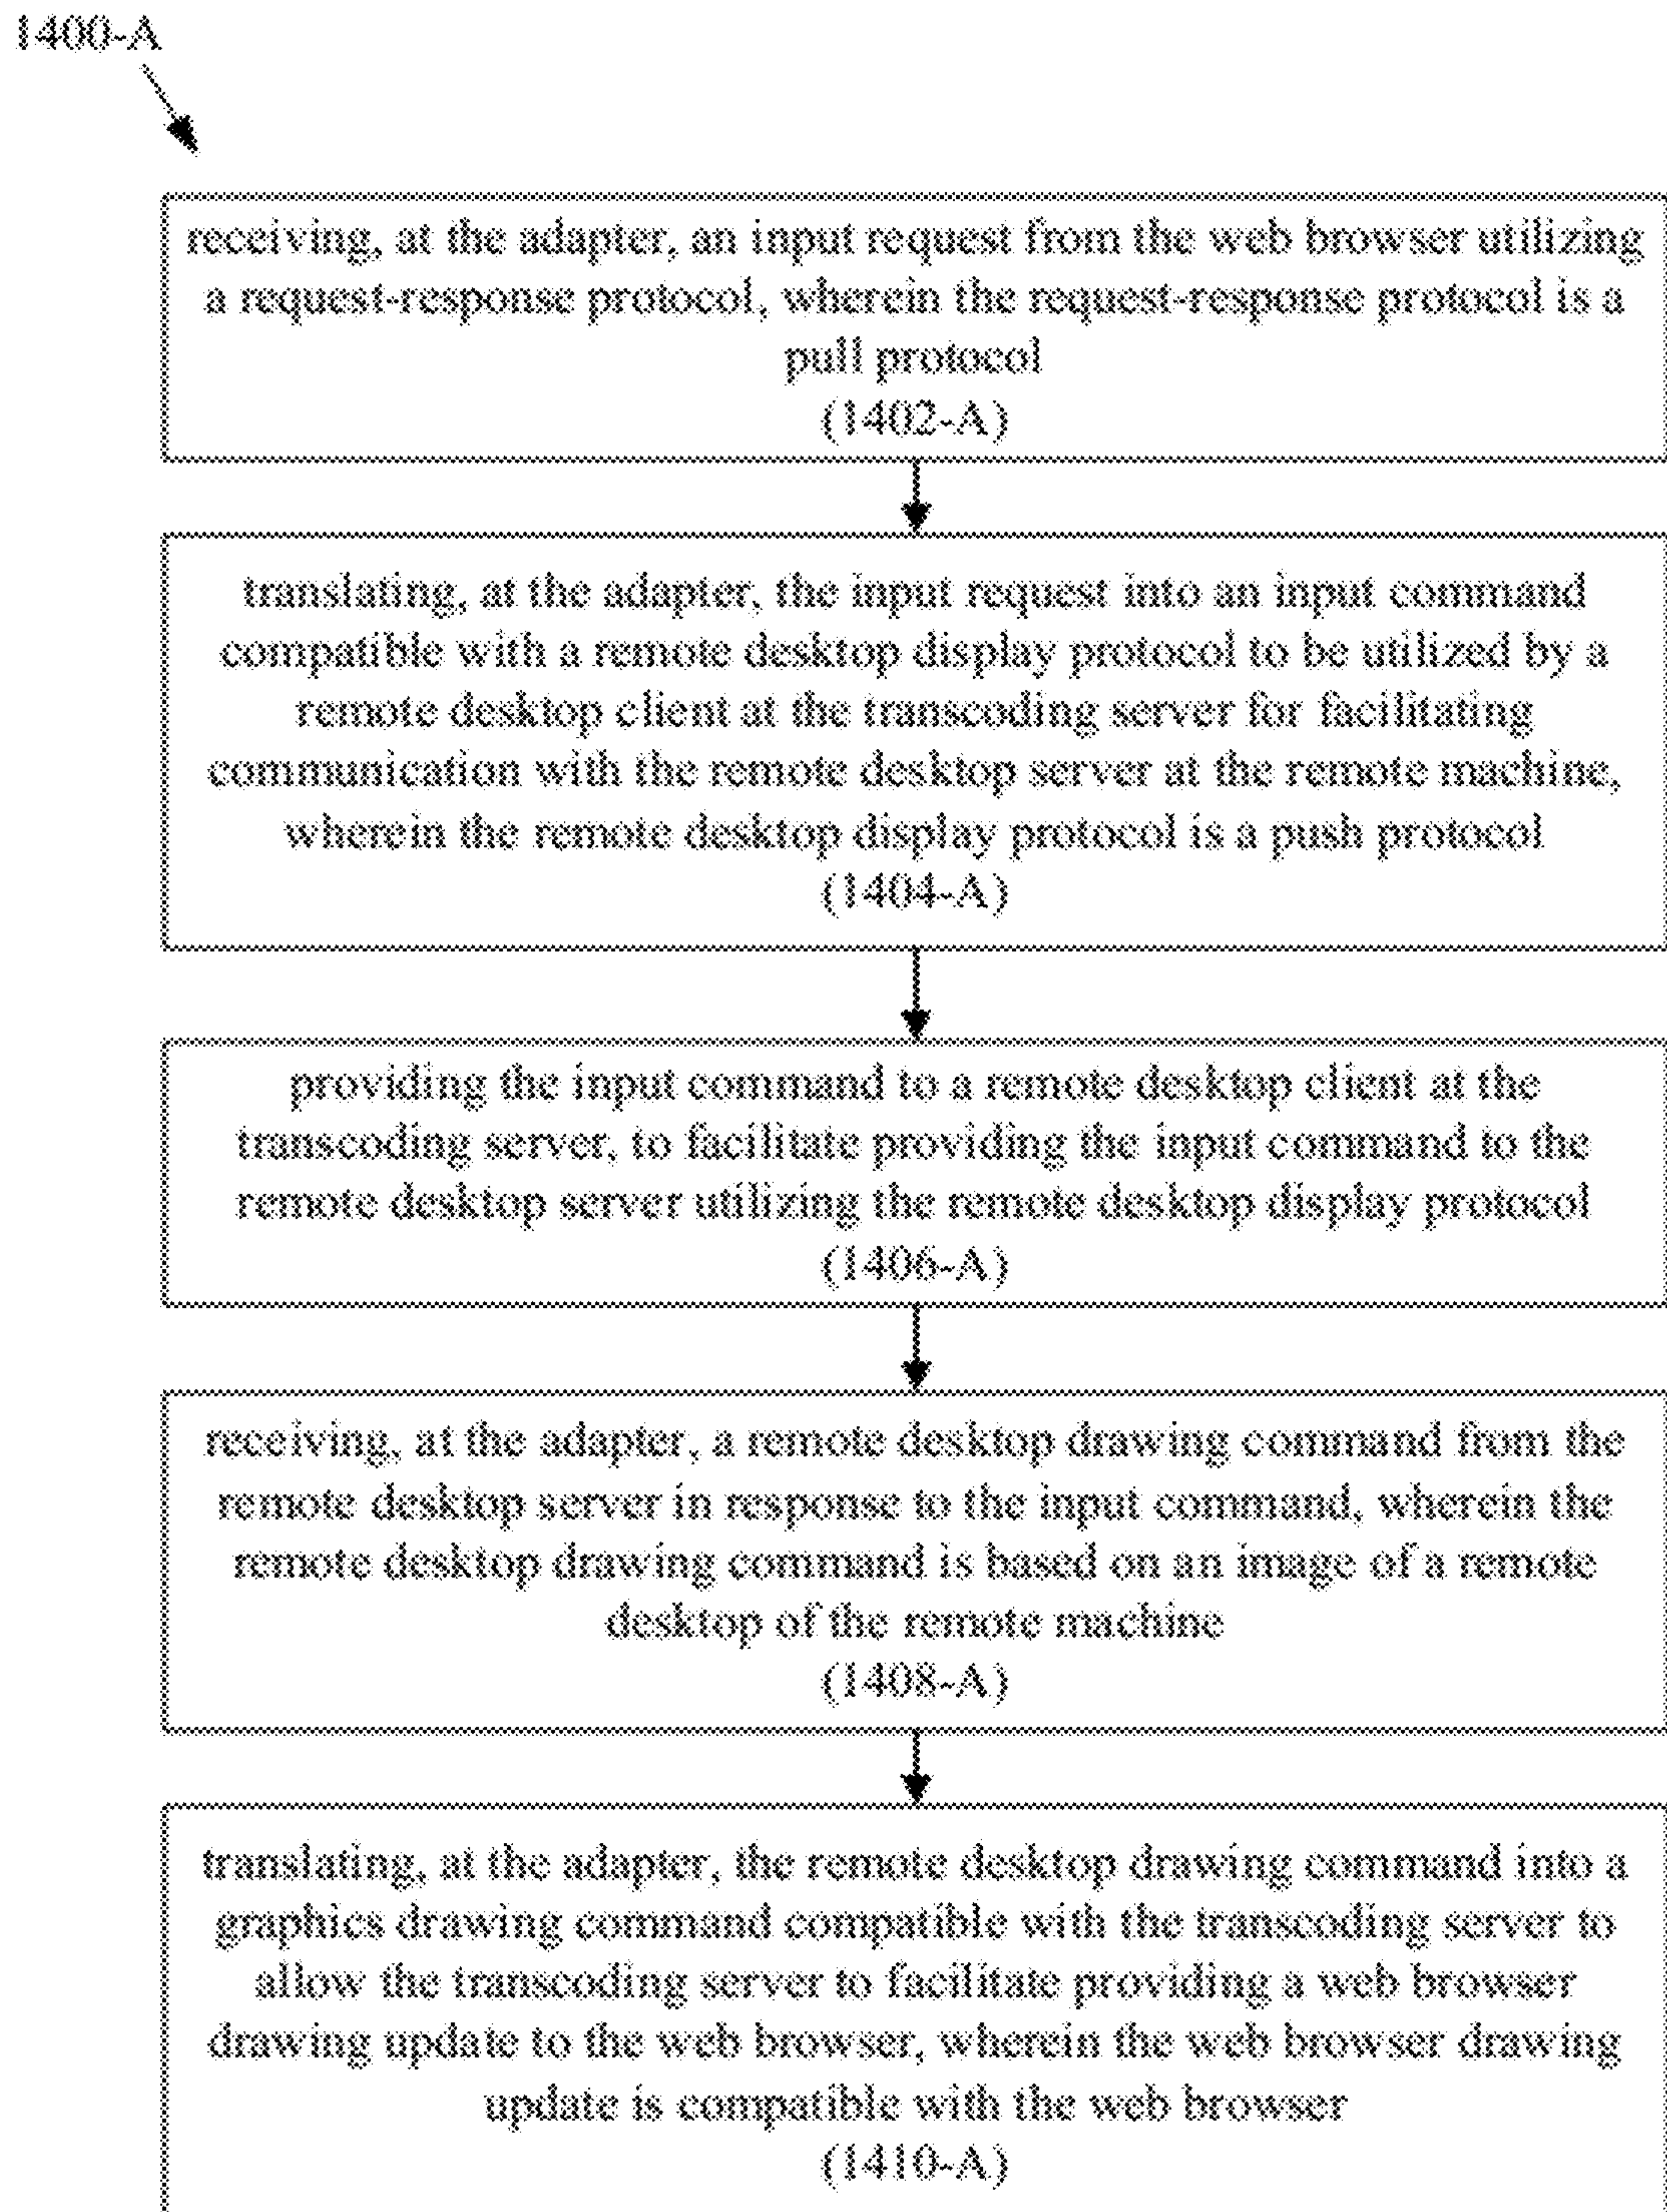 1400-A
receiving, at the adapter, an input request from the web browser utilizing
a request-response protocol, wherein the request-response protocol is a
pull protocol
(1402-A)
translating, at the adapter, the input request into an input command
compatible with a remote desktop display protocol to be utilized by a
remote desktop client at the transcoding server for facilitating
communication with the remote desktop server at the remote machine,
wherein the remote desktop display protocol is a push protocol
(1404-A)
providing the input command to a remote desktop client at the
transcoding server, to facilitate providing the input command to the
remote desktop server utilizing the remote desktop display protocol
(1406-A)
receiving, at the adapter, a remote desktop drawing command from the
remote desktop server in response to the input command, wherein the
remote desktop drawing command is based on an image of a remote
desktop of the remote machine
(1408-A)
translating, at the adapter, the remote desktop drawing command into a
graphics drawing command compatible with the transcoding server to
allow the transcoding server to facilitate providing a web browser
drawing update to the web browser, wherein the web browser drawing
update is compatible with the web browser
(1410-A)